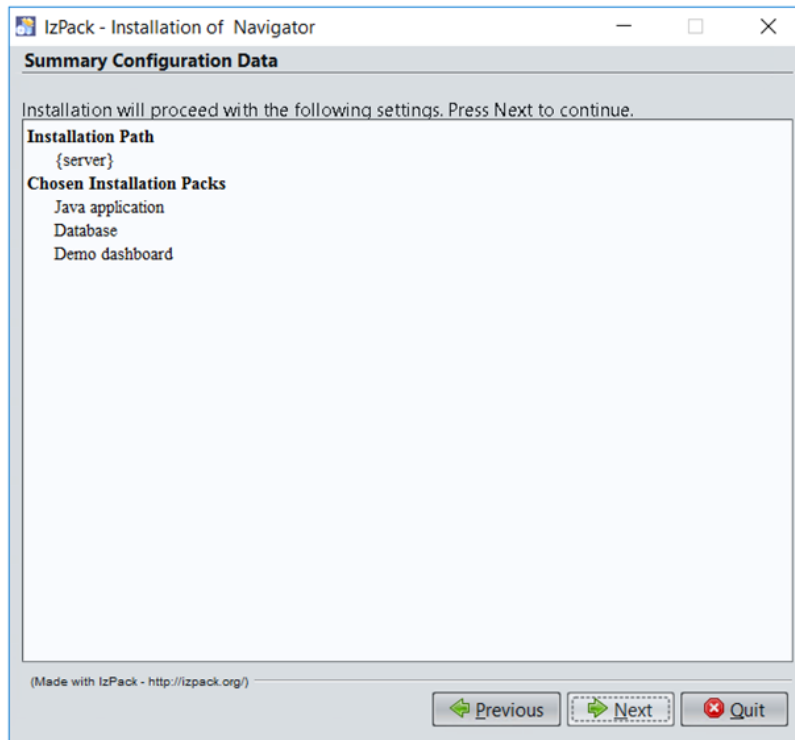 IzPack - Installation of Navigator
Summary Configuration Data
Installation will proceed with the following settings. Press Next to continue.
Installation Path
{server}
Chosen Installation Packs
Java application
Database
Demo dashboard
(Made with IzPack - http://izpack.org/)
Previous Next Quit